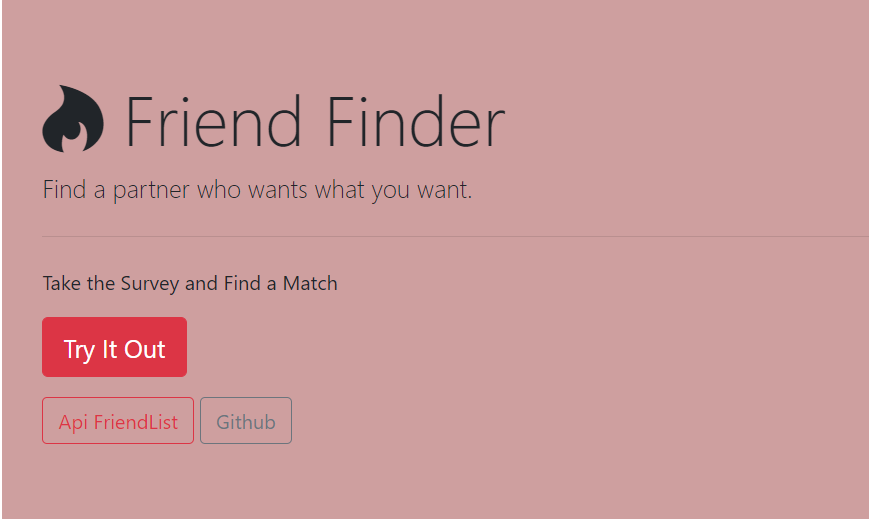 Friend Finder
Find a partner who wants what you want.
Take the Survey and Find a Match
Try It Out
Api FriendList
Github